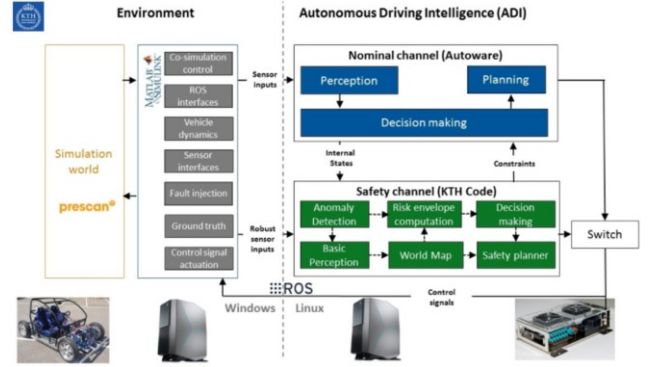 KTH
Environment
Autonomous Driving Intelligence (ADI)
Simulation
world
prescan
MATLAB
SIMULINK
Co-simulation
control
ROS
interfaces
Vehicle
dynamics
Sensor
interfaces
Fault injection
Ground truth
Control signal
actuation
Sensor
inputs
Robust
sensor
inputs
Nominal channel (Autoware)
Perception
Planning
Decision making
Internal
States
Constraints
Safety channel (KTH Code)
Anomaly
Detection
Risk envelope
computation
Decision
making
Basic
Perception
World Map
Safety planner
Switch
ROS
Windows
Linux
Control
signals